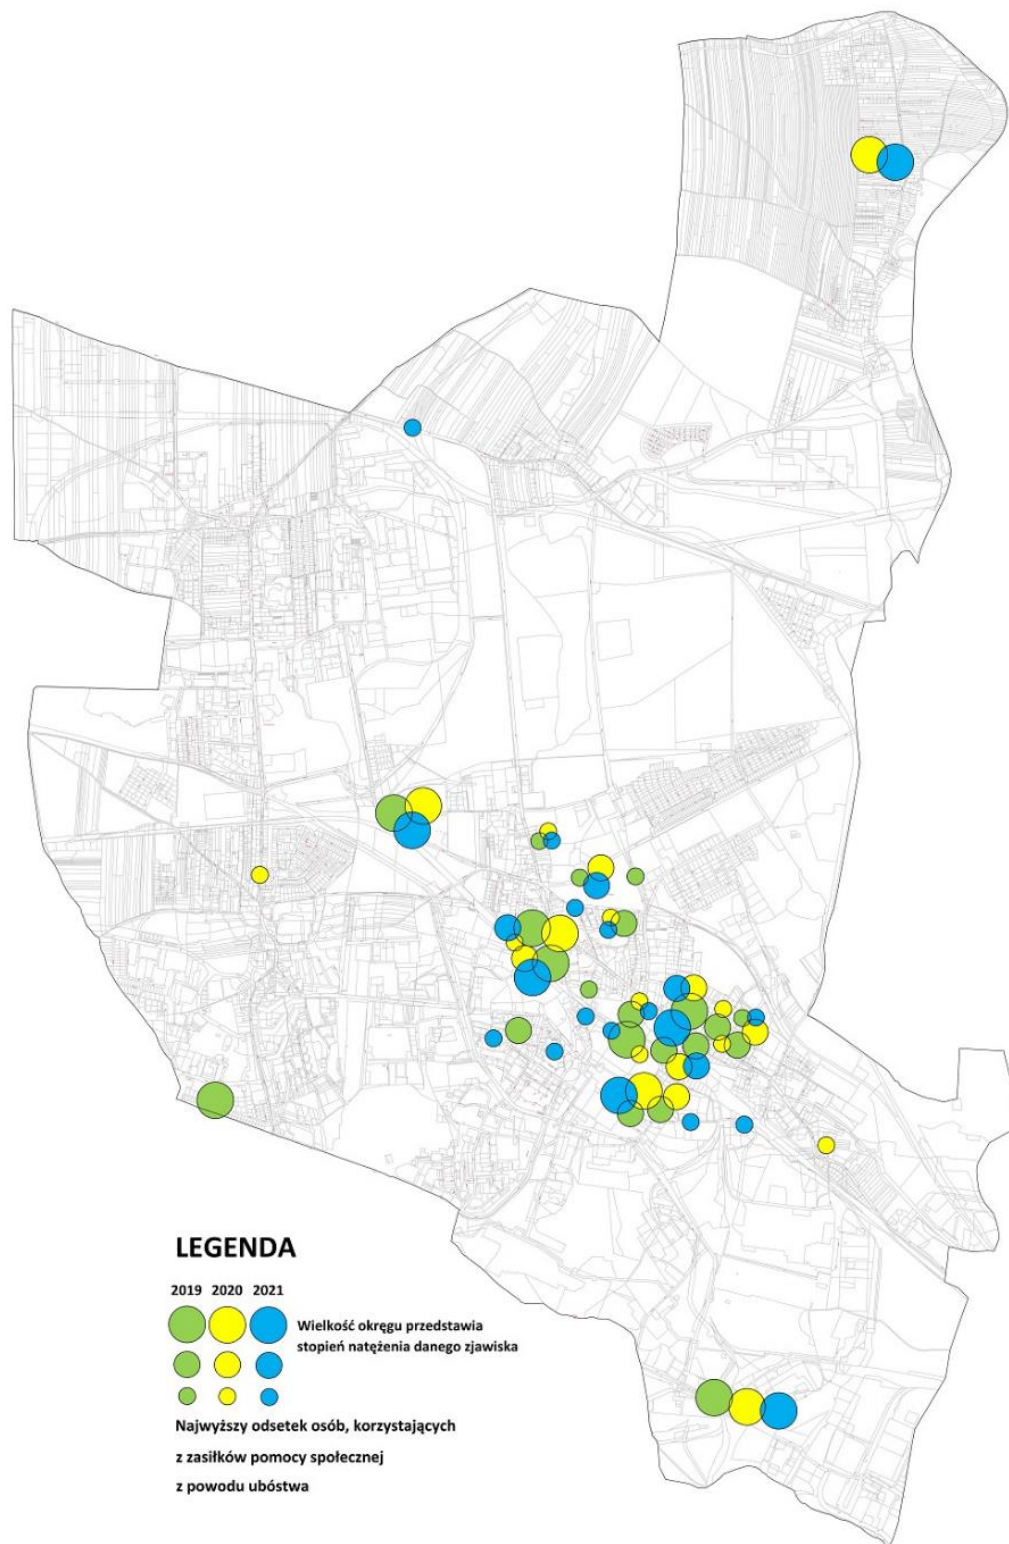 LEGENDA
2019 2020 2021
Wielkość okręgu przedstawia
stopień natężenia danego zjawiska
Najwyższy odsetek osób, korzystających
z zasiłków pomocy społecznej
z powodu ubóstwa